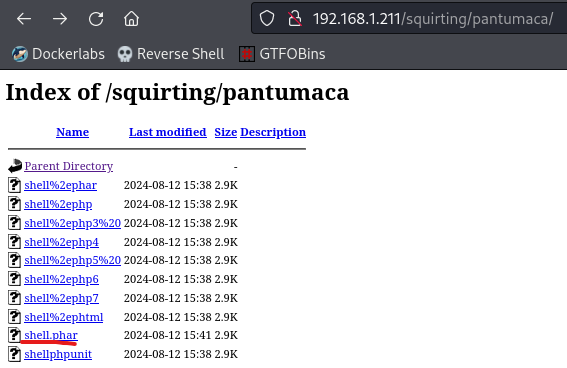 192.168.1.211/squirting/pantumaca/
Dockerlabs Reverse Shell GTFOBins
Index of /squirting/pantumaca
Name Last modified Size Description
Parent Directory -
shell%2ephar 2024-08-12 15:38 2.9K
shell%2ephp 2024-08-12 15:38 2.9K
shell%2ephp3%20 2024-08-12 15:38 2.9K
shell%2ephp4 2024-08-12 15:38 2.9K
shell%2ephp5%20 2024-08-12 15:38 2.9K
shell%2ephp6 2024-08-12 15:38 2.9K
shell%2ephp7 2024-08-12 15:38 2.9K
shell%2ephtml 2024-08-12 15:38 2.9K
shell.phar 2024-08-12 15:41 2.9K
shellphpunit 2024-08-12 15:38 2.9K